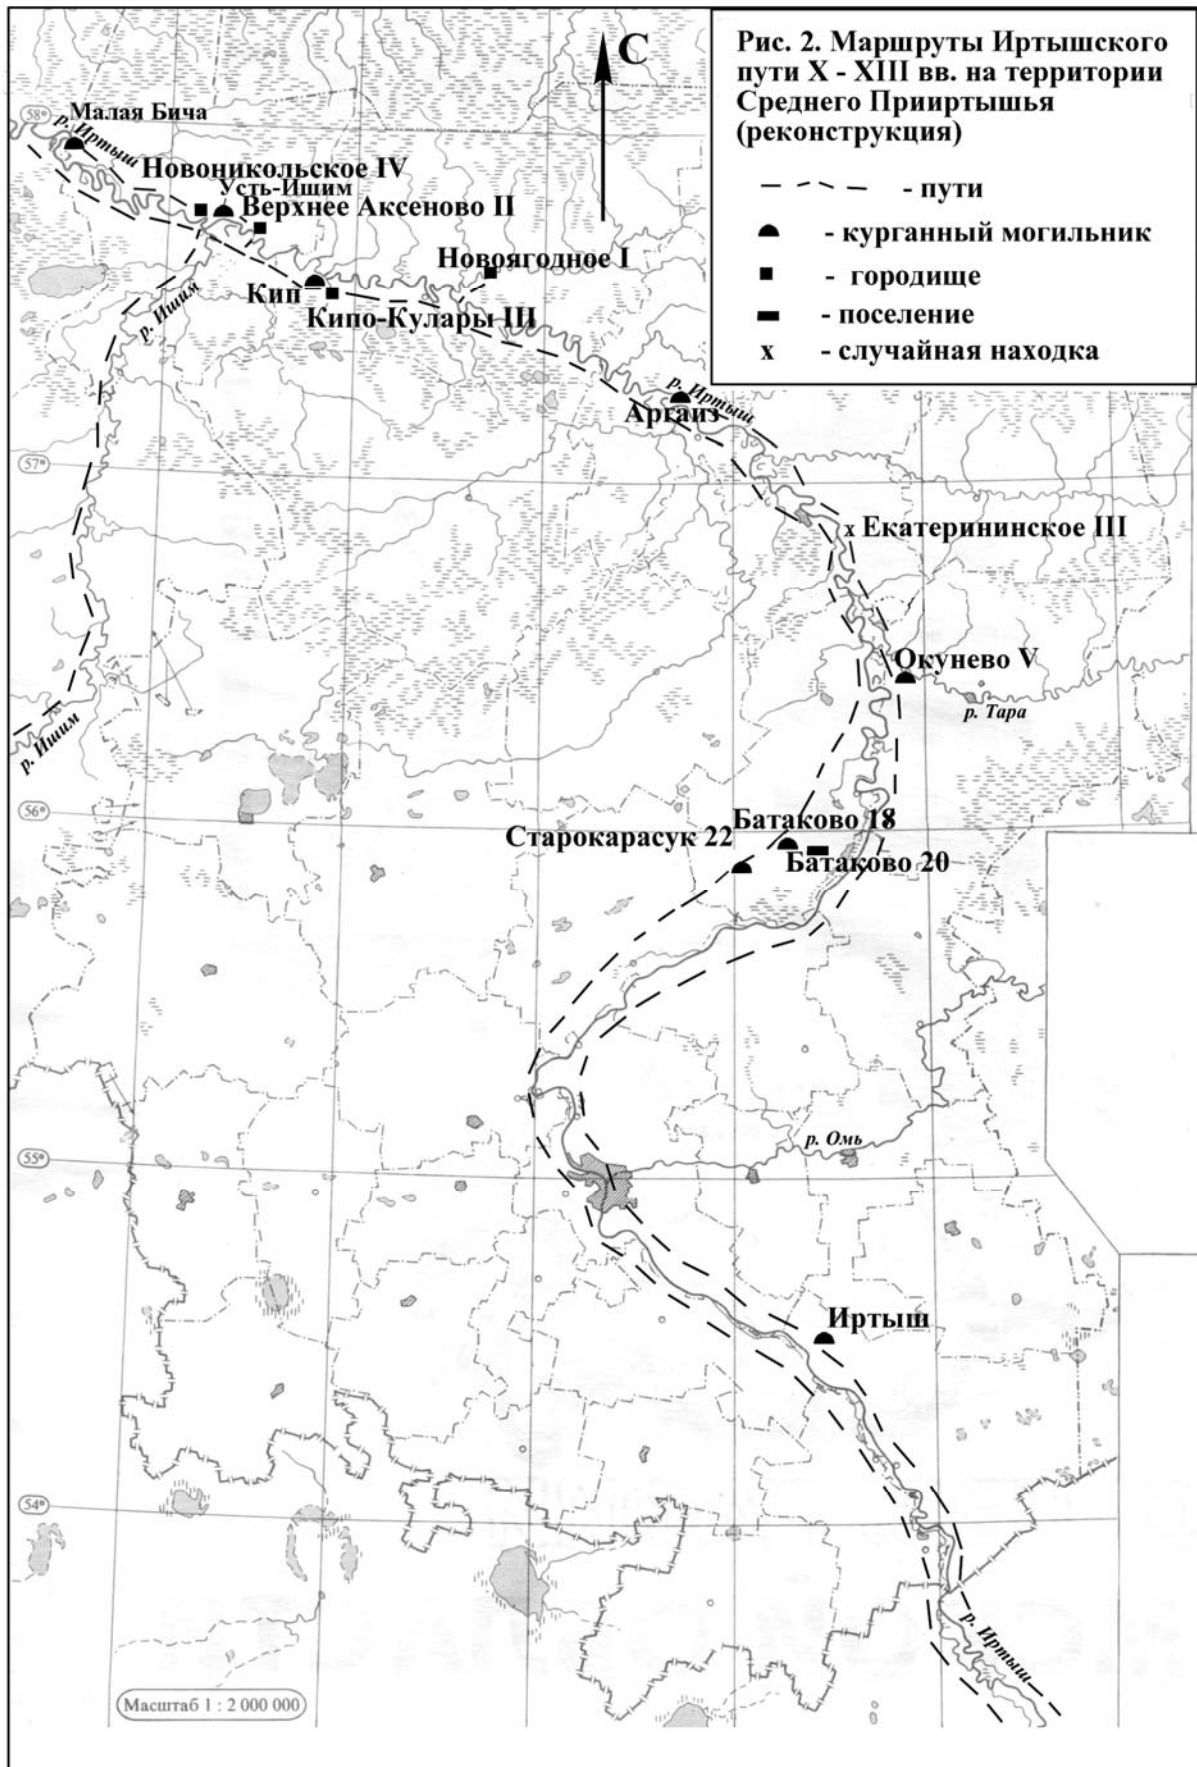 Рис. 2. Маршруты Иртышского
пути X - XIII вв. на территории
Среднего Прииртышья
(реконструкция)
- пути
- курганный могильник
- городище
- поселение
x - случайная находка
С
58°
Малая Бича
р. Иртыш
Новоникольское IV
Усть-Ишим
Верхнее Аксеново II
Новоягодное I
Кип
Кипо-Кулары III
р. Ишим
р. Иртыш
Аргаиз
57°
x Екатерининское III
Окунево V
р. Тара
р. Ишим
56°
Батаково 18
Старокарасук 22
Батаково 20
р. Омь
55°
Иртыш
54°
р. Иртыш
Масштаб 1 : 2 000 000